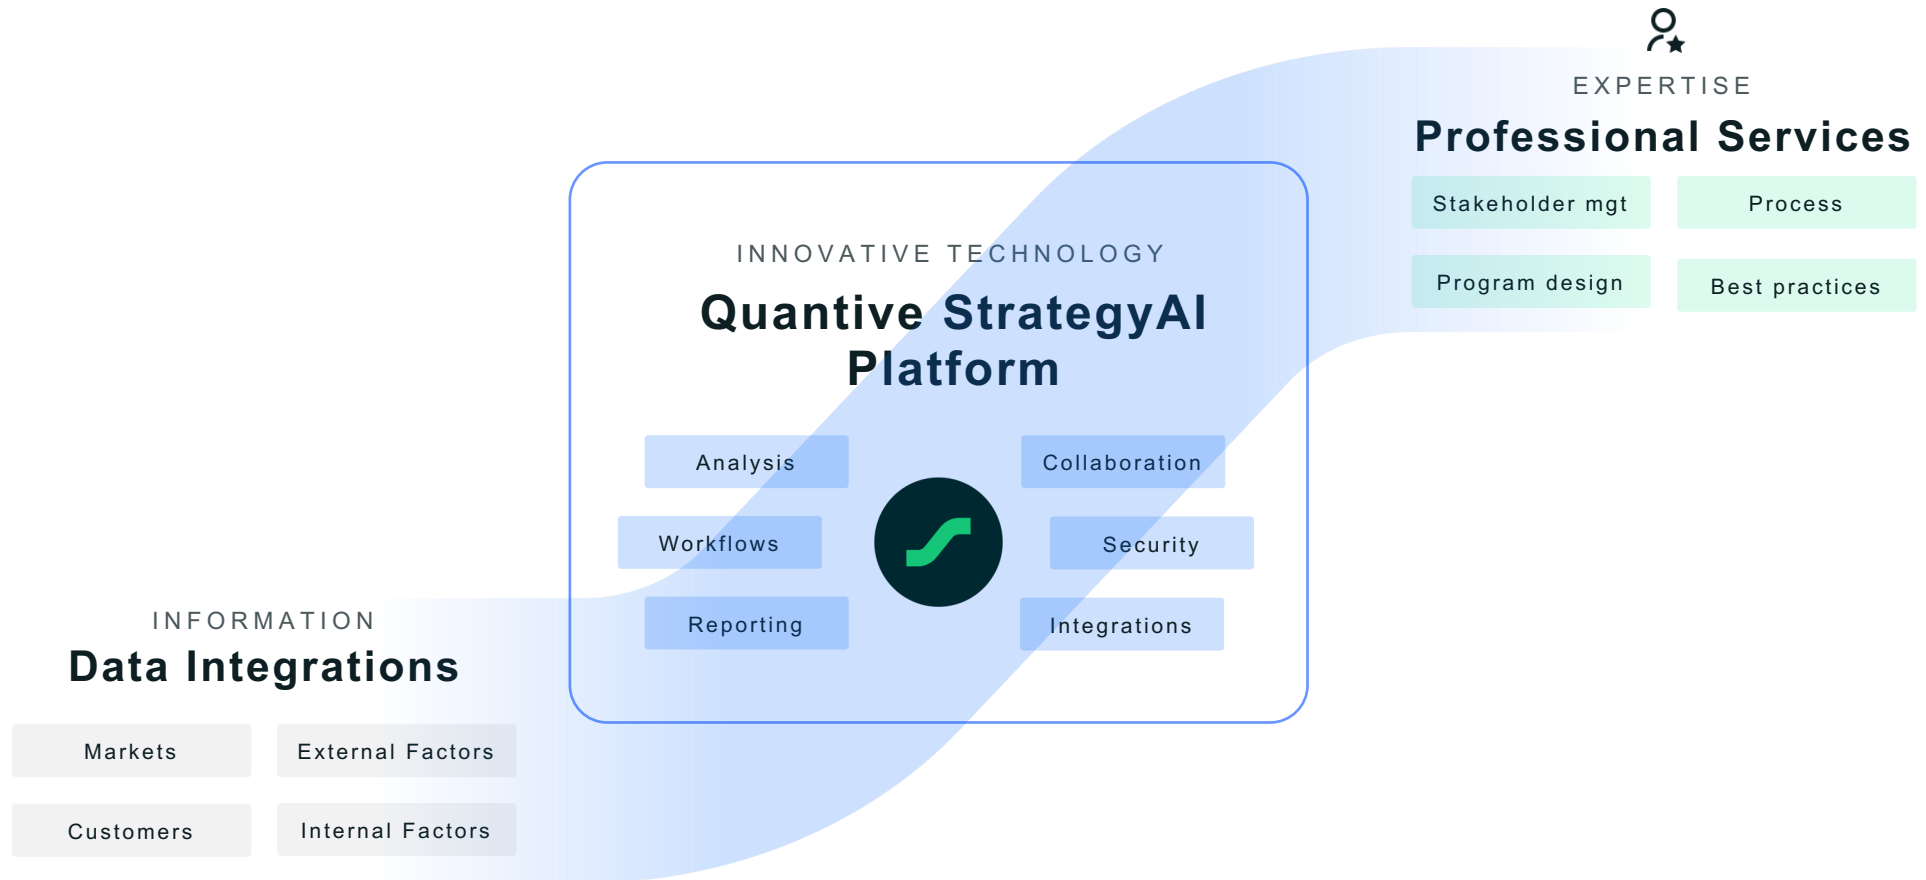 EXPERTISE
Professional Services
Stakeholder mgt
Process
Program design
Best practices
INNOVATIVE TECHNOLOGY
Quantive StrategyAI
Platform
Analysis
Collaboration
Workflows
Security
Reporting
Integrations
INFORMATION
Data Integrations
Markets
External Factors
Customers
Internal Factors